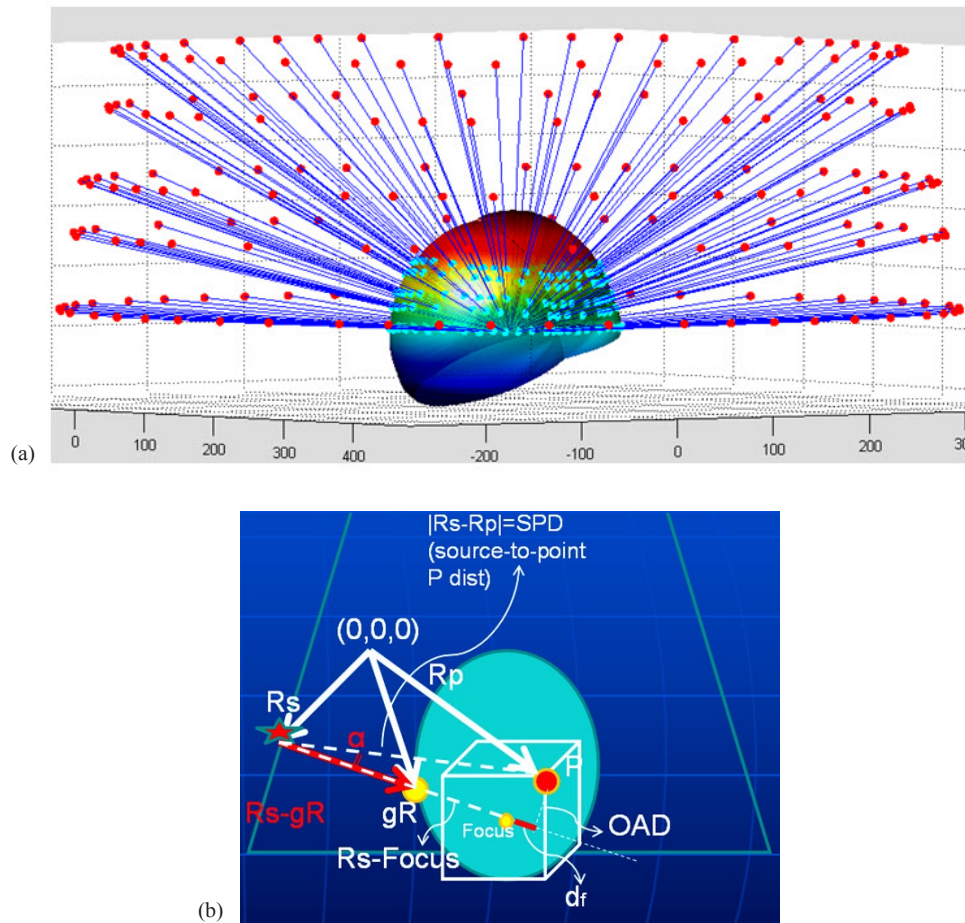 (a)
0 100 200 300 400 -200 -100 0 100 200 30
(b)
|Rs-Rp|=SPD
(source-to-point
P dist)
(0,0,0)
Rp
Rs
α
P
Rs-gR
gR
Focus
OAD
Rs-Focus
df